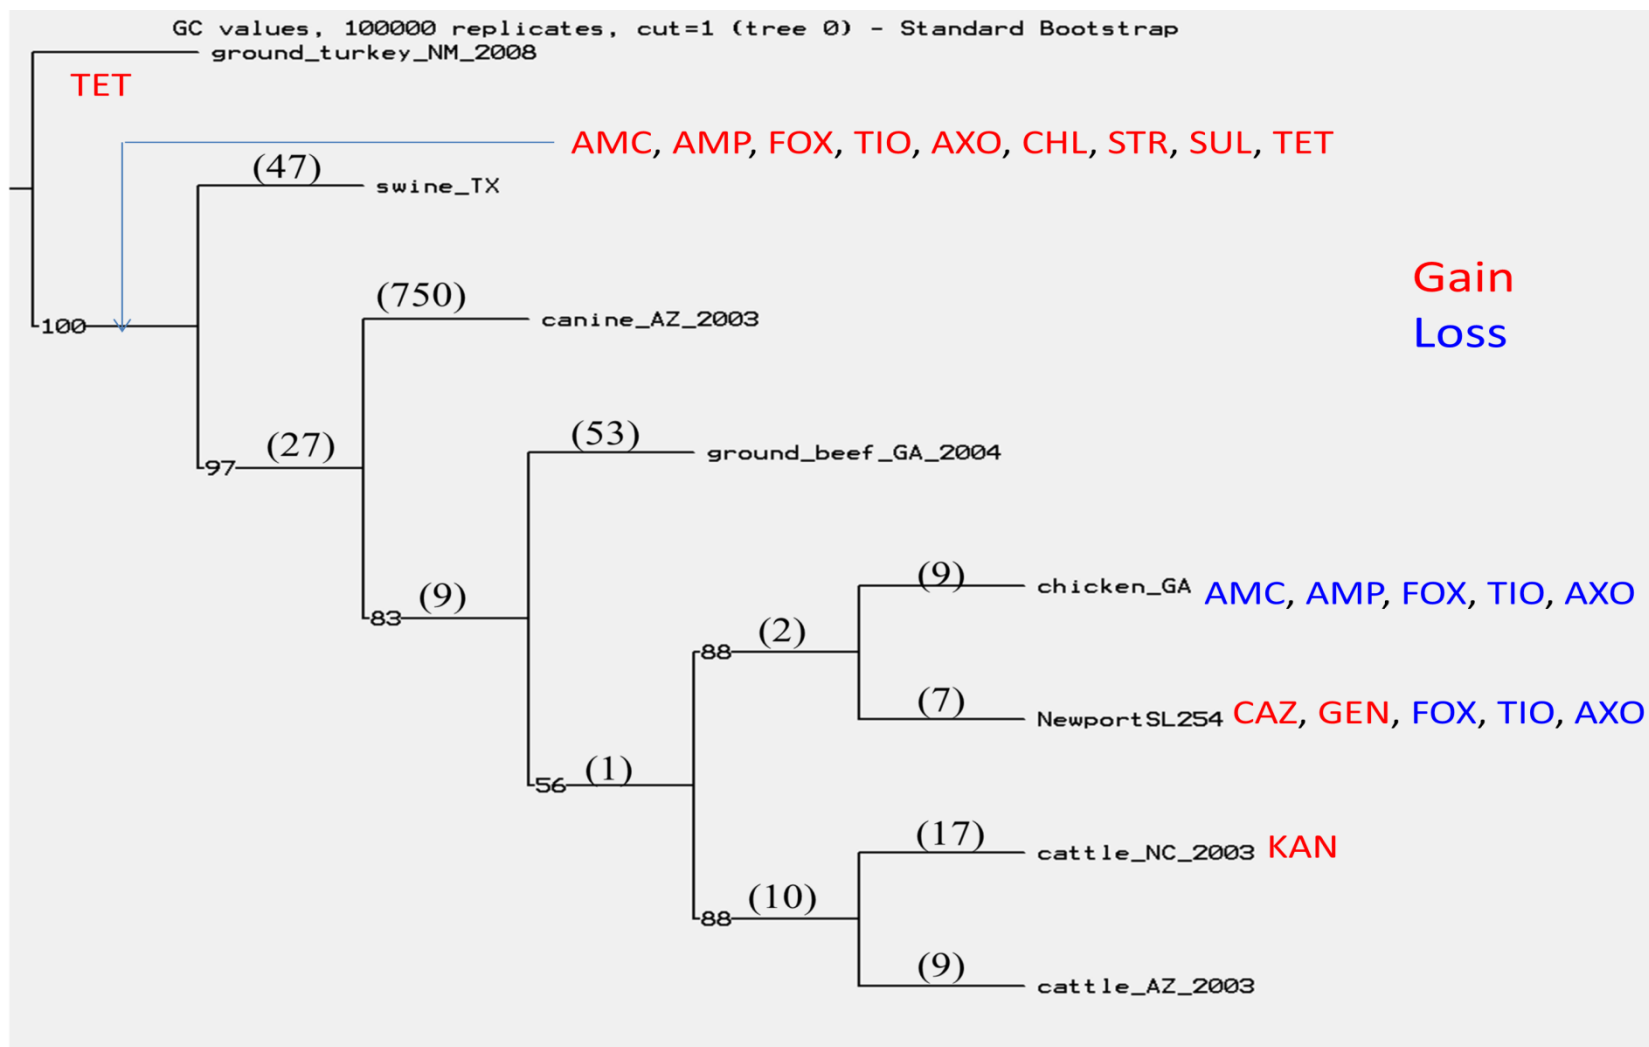 GC values, 100000 replicates, cut=1 (tree 0) - Standard Bootstrap
ground_turkey_NM_2008
TET
AMC, AMP, FOX, TIO, AXO, CHL, STR, SUL, TET
(47)
swine_TX
Gain
(750)
canine_AZ_2003
100
Loss
(53)
(27)
ground_beef_GA_2004
97
(9)
chicken_GA AMC, AMP, FOX, TIO, AXO
(9)
83
(2)
88
(7)
NewportSL254 CAZ, GEN, FOX, TIO, AXO
(1)
56
(17)
cattle_NC_2003 KAN
(10)
88
(9)
cattle_AZ_2003